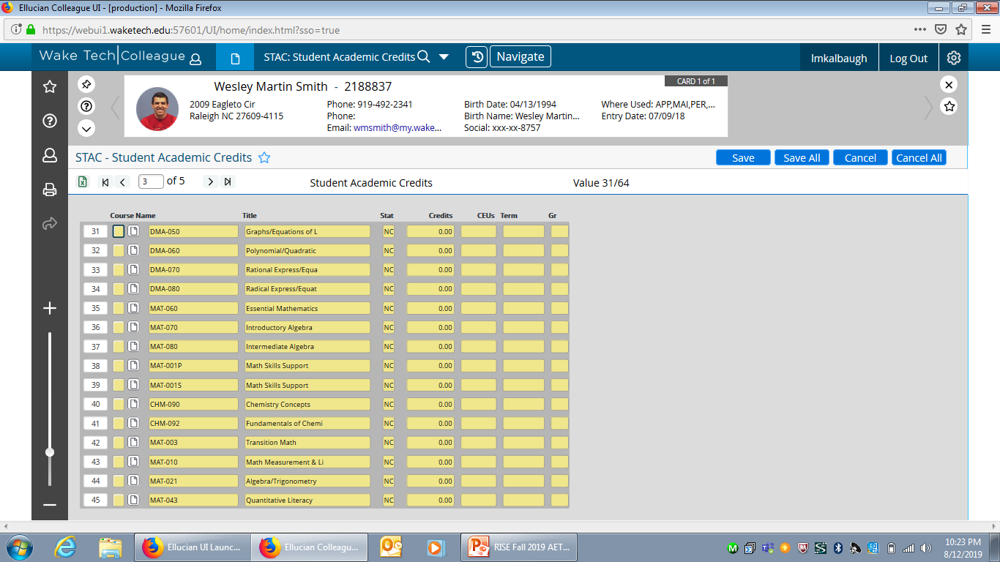 Ellucian Colleague UI - [production] - Mozilla Firefox
https://webui1.waketech.edu:57601/UI/home/index.html?sso=true
Wake Tech Colleague STAC: Student Academic Credits Navigate lmkalbaugh Log Out
CARD 1 of 1
Wesley Martin Smith - 2188837
2009 Eagleto Cir Phone: 919-492-2341 Birth Date: 04/13/1994 Where Used: APP,MAI,PER,...
Raleigh NC 27609-4115 Phone: Birth Name: Wesley Martin... Entry Date: 07/09/18
Email: wmsmith@my.wake... Social: xxx-xx-8757
STAC - Student Academic Credits Save Save All Cancel Cancel All
3 of 5 Student Academic Credits Value 31/64
Course Name Title Stat Credits CEUs Term Gr
31 DMA-050 Graphs/Equations of L NC 0.00
32 DMA-060 Polynomial/Quadratic NC 0.00
33 DMA-070 Rational Express/Equa NC 0.00
34 DMA-080 Radical Express/Equat NC 0.00
35 MAT-060 Essential Mathematics NC 0.00
36 MAT-070 Introductory Algebra NC 0.00
37 MAT-080 Intermediate Algebra NC 0.00
38 MAT-001P Math Skills Support NC 0.00
39 MAT-001S Math Skills Support NC 0.00
40 CHM-090 Chemistry Concepts NC 0.00
41 CHM-092 Fundamentals of Chemi NC 0.00
42 MAT-003 Transition Math NC 0.00
43 MAT-010 Math Measurement & Li NC 0.00
44 MAT-021 Algebra/Trigonometry NC 0.00
45 MAT-043 Quantitative Literacy NC 0.00
Ellucian UI Launc... Ellucian Colleagu... RISE Fall 2019 AET... 10:23 PM
8/12/2019